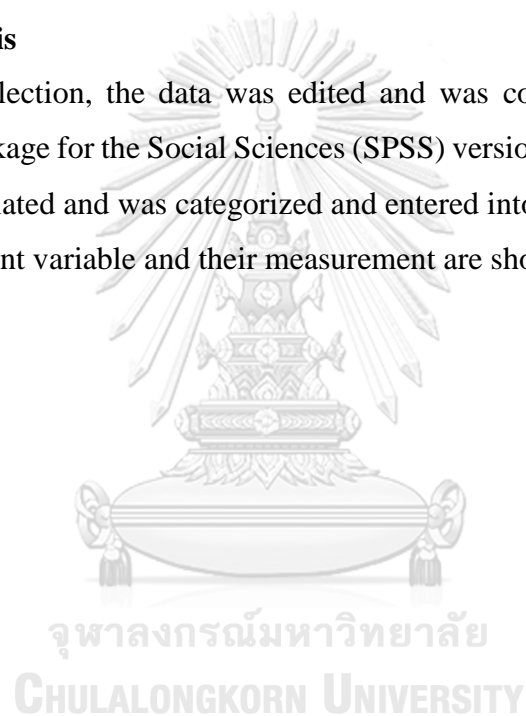 is
lection, the data was edited and was co
kage for the Social Sciences (SPSS) versio
lated and was categorized and entered into
nt variable and their measurement are sho
จุฬาลงกรณ์มหาวิทยาลัย
CHULALONGKORN UNIVERSITY